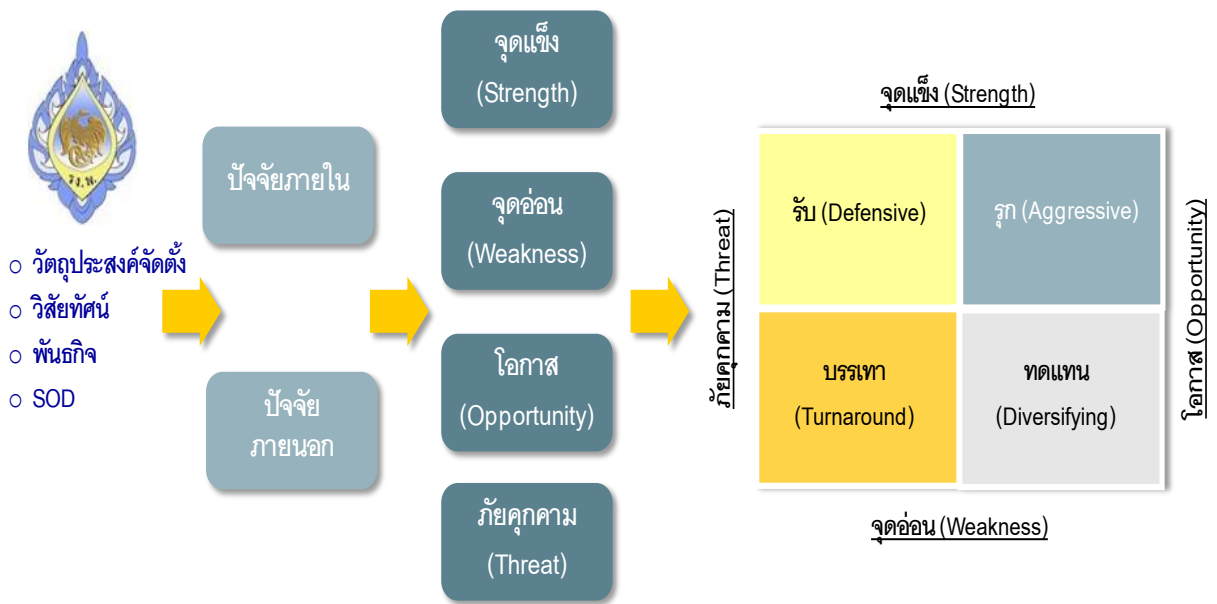 รง.พ.
○ วัตถุประสงค์จัดตั้ง
○ วิสัยทัศน์
○ พันธกิจ
○ SOD
ปัจจัยภายใน
ปัจจัย
ภายนอก
จุดแข็ง
(Strength)
จุดอ่อน
(Weakness)
โอกาส
(Opportunity)
ภัยคุกคาม
(Threat)
จุดแข็ง (Strength)
ภัยคุกคาม (Threat)
รับ (Defensive)
รุก (Aggressive)
บรรเทา
(Turnaround)
ทดแทน
(Diversifying)
โอกาส (Opportunity)
จุดอ่อน (Weakness)